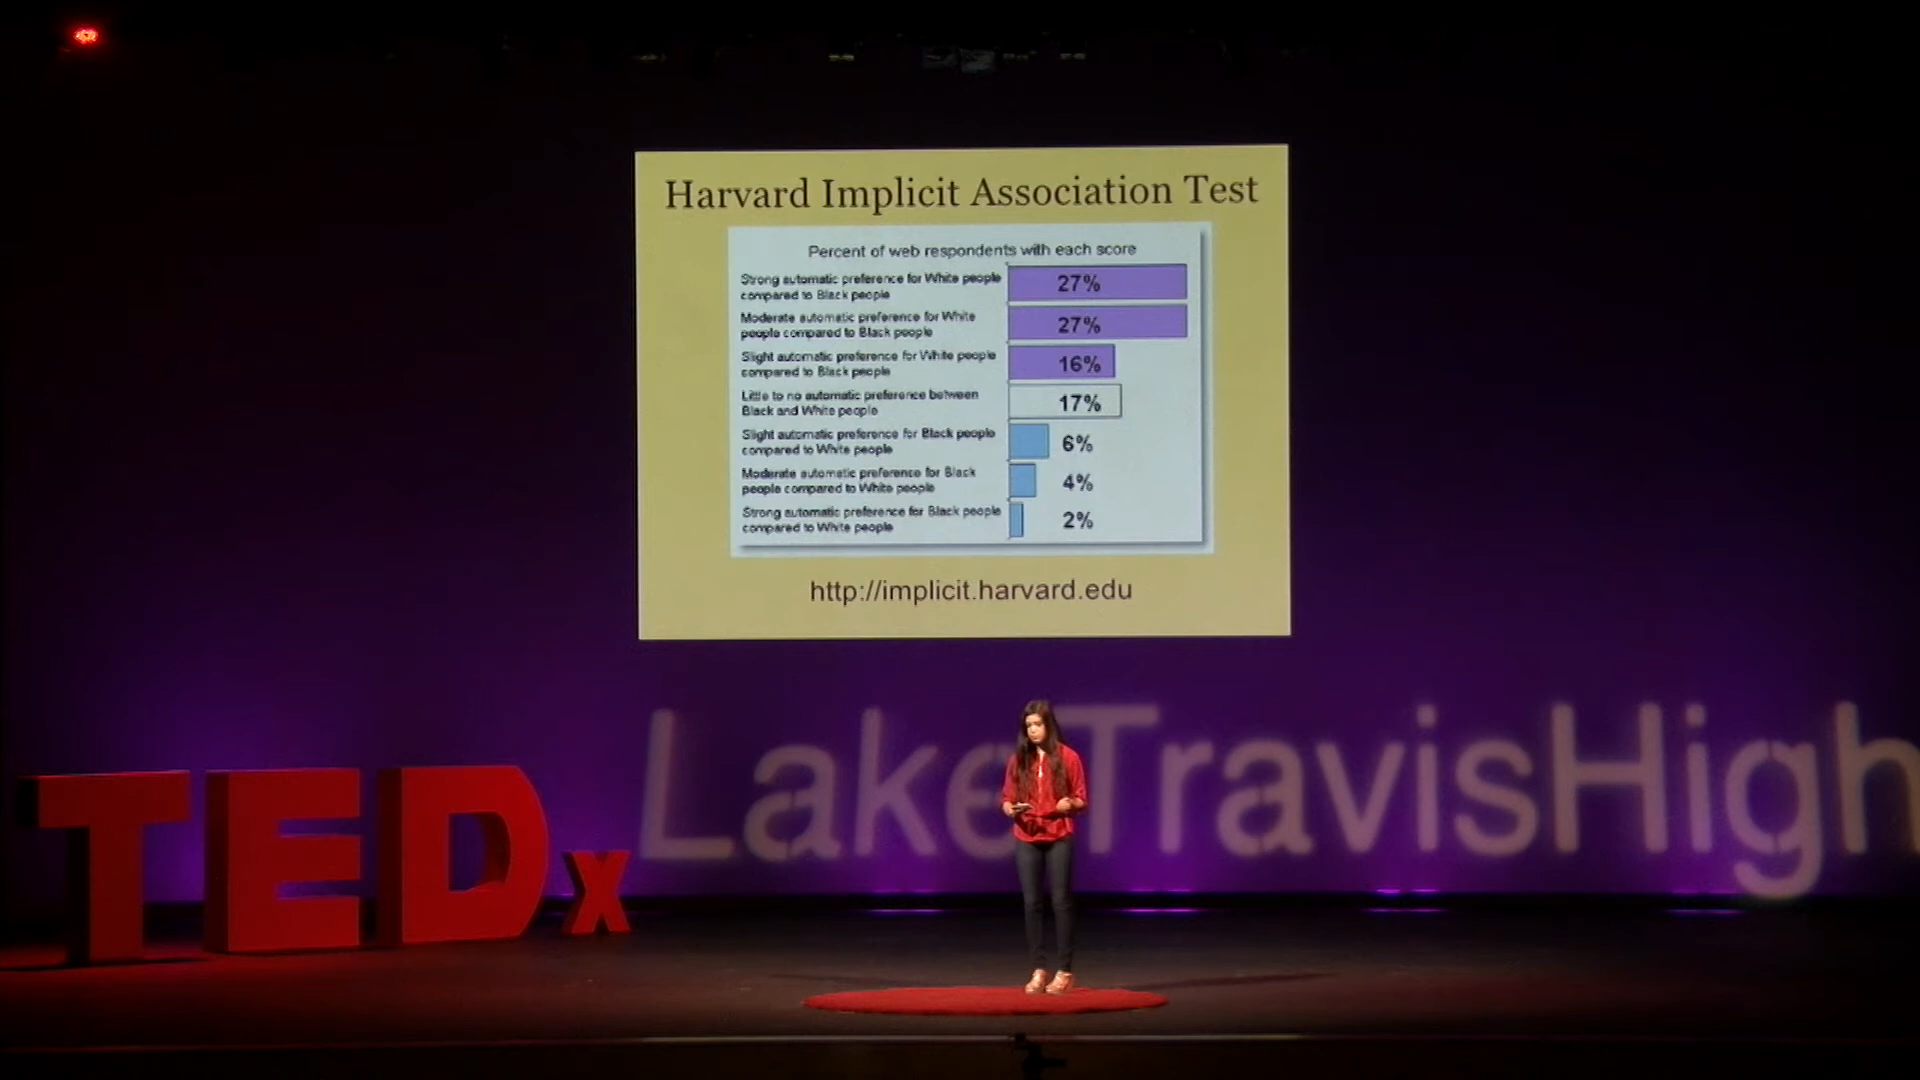 Harvard Implicit Association Test
Percent of web respondents with each score
Strong automatic preference for White people
compared to Black people
27%
Moderate automatic preference for White
people compared to Black people
27%
Slight automatic preference for White people
compared to Black people
16%
Little to no automatic preference between
Black and White people
17%
Slight automatic preference for Black people
compared to White people
6%
Moderate automatic preference for Black
people compared to White people
4%
Strong automatic preference for Black people
compared to White people
2%
http://implicit.harvard.edu
TEDx
LakeTravisHigh